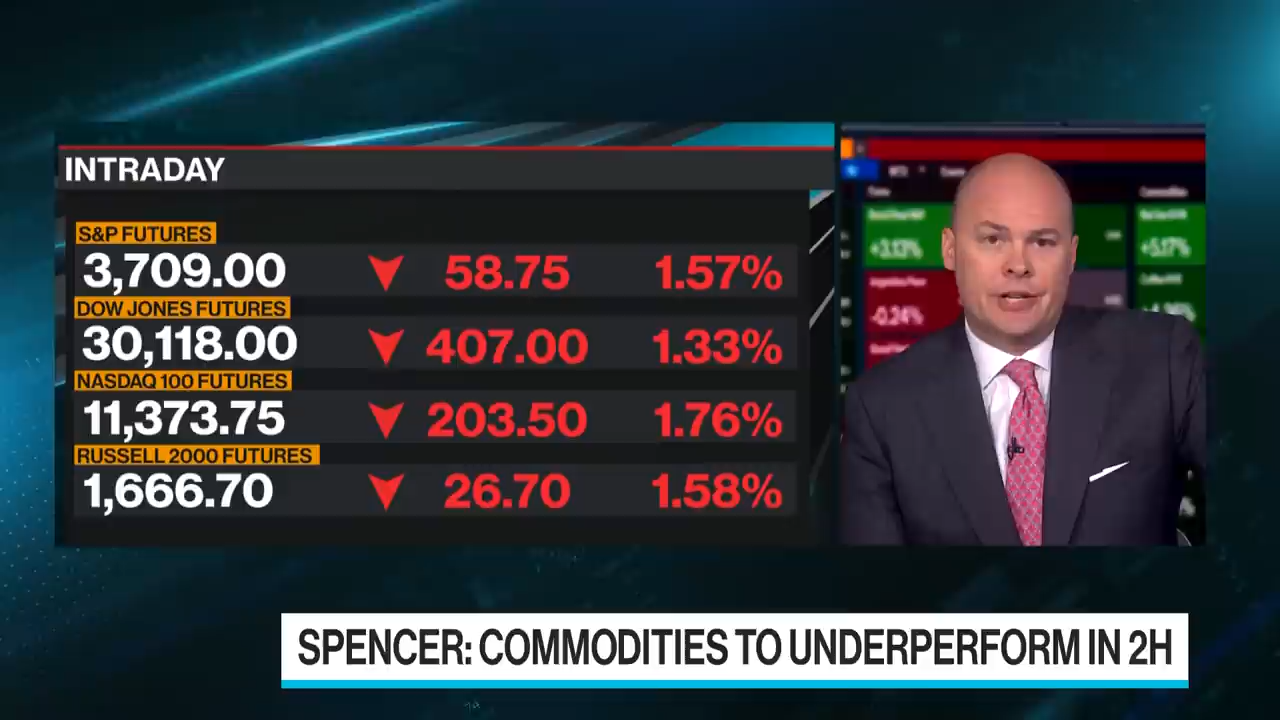 INTRADAY
S&P FUTURES
3,709.00 58.75 1.57%
DOW JONES FUTURES
30,118.00 407.00 1.33%
NASDAQ 100 FUTURES
11,373.75 203.50 1.76%
RUSSELL 2000 FUTURES
1,666.70 26.70 1.58%
+3.13%
+5.17%
-0.24%
SPENCER: COMMODITIES TO UNDERPERFORM IN 2H